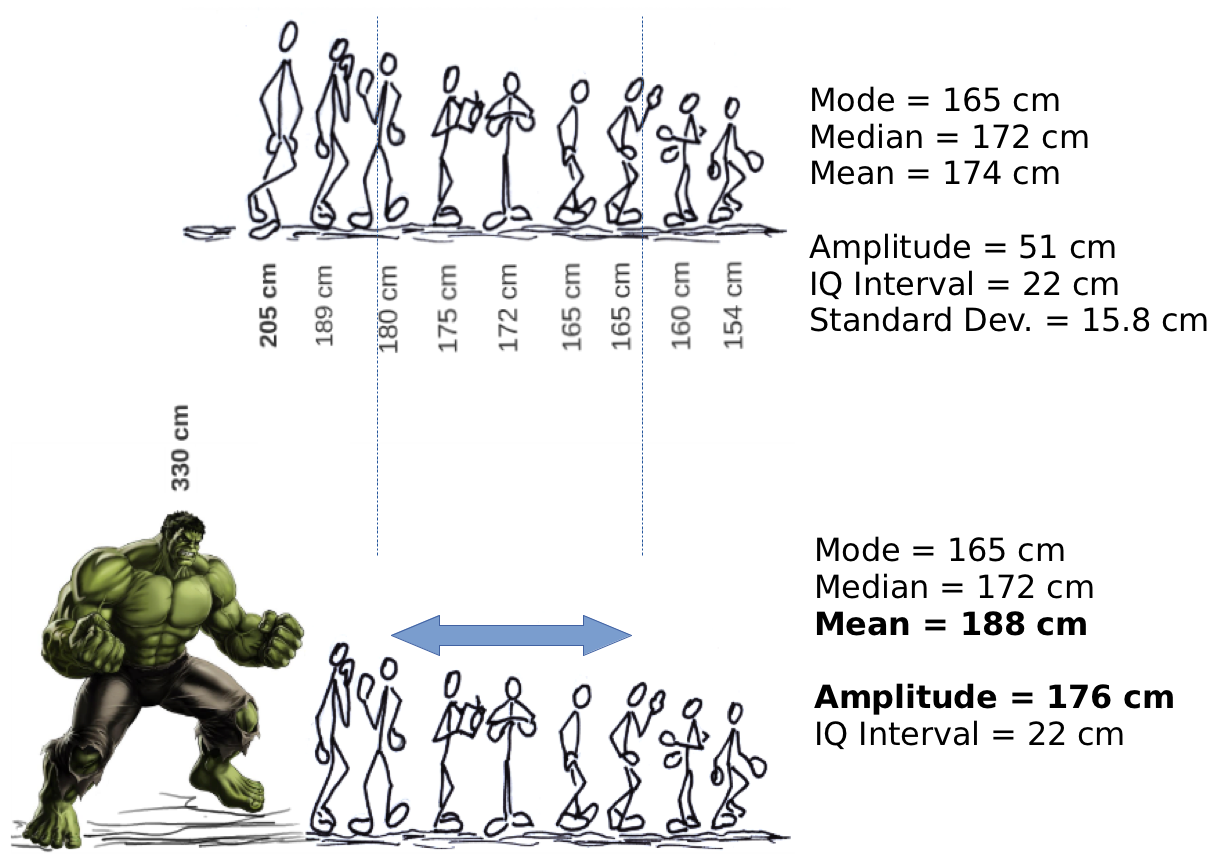 Mode = 165 cm
Median = 172 cm
Mean = 174 cm
Amplitude = 51 cm
IQ Interval = 22 cm
Standard Dev. = 15.8 cm
205 cm
189 cm
180 cm
175 cm
172 cm
165 cm
165 cm
160 cm
154 cm
330 cm
Mode = 165 cm
Median = 172 cm
Mean = 188 cm
Amplitude = 176 cm
IQ Interval = 22 cm